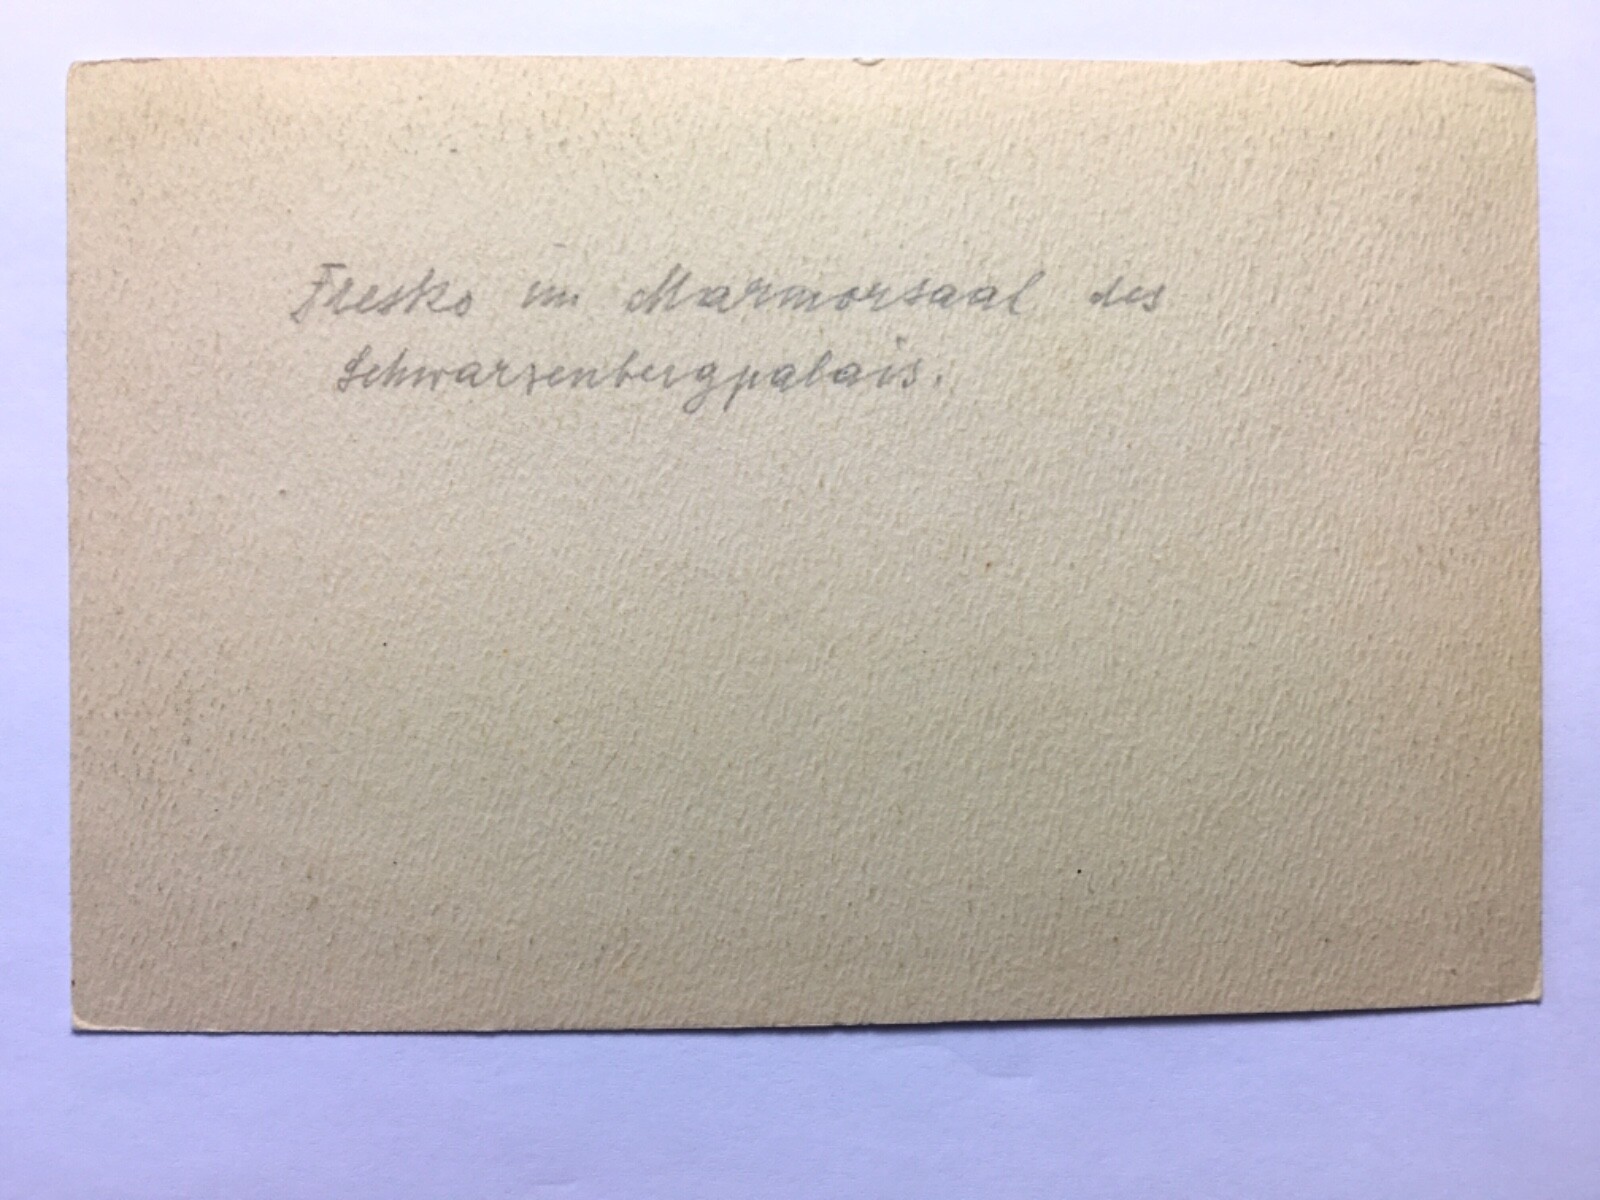 Fresko im Marmorsaal des
Schwarzenbergpalais.